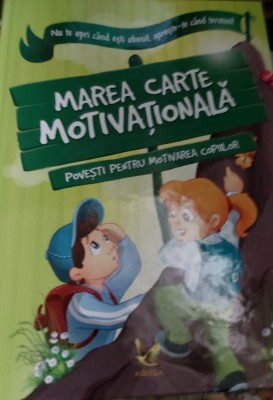 Nu te opri când ești obosit, oprește-te când termini!
MAREA CARTE
MOTIVAȚIONALĂ
POVEȘTI PENTRU MOTIVAREA COPIILOR
AQUILA